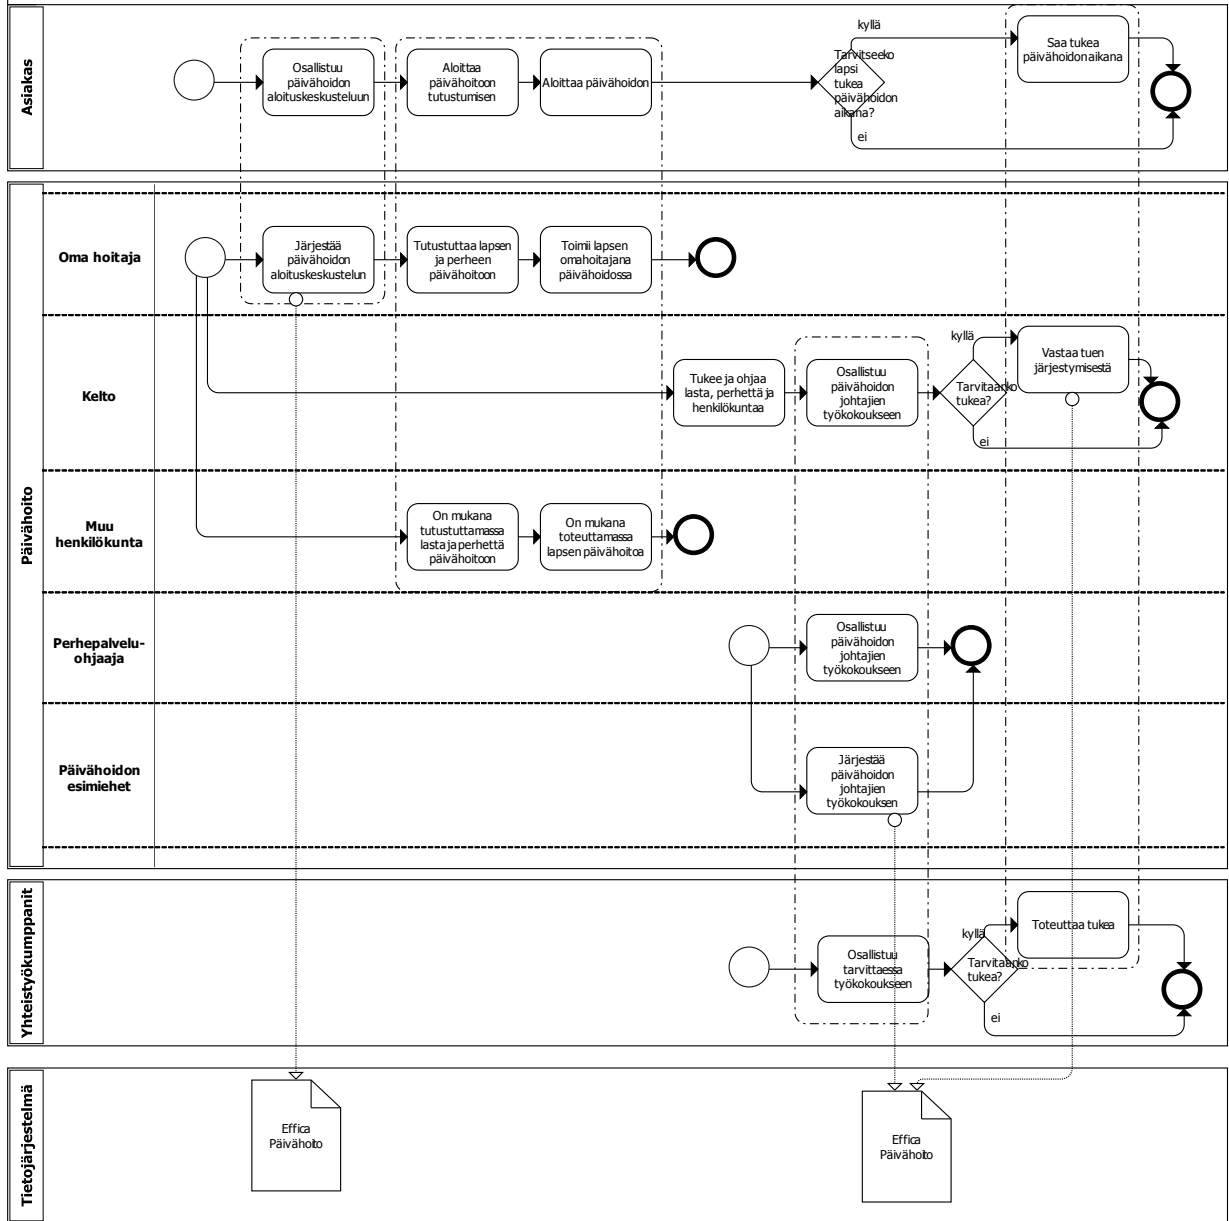 Asiakas
Osallistuu
päivähoidon
aloituskeskusteluun
Aloittaa
päivähoitoon
tutustumisen
Aloittaa päivähoidon
Tarvitseeko
lapsi
tukea
päivähoidon
aikana?
kyllä
ei
Saa tukea
päivähoidon aikana
Päivähoito
Oma hoitaja
Järjestää
päivähoidon
aloituskeskustelun
Tutustuttaa lapsen
ja perheen
päivähoitoon
Toimii lapsen
omahoitajana
päivähoidossa
Kelto
Tukee ja ohjaa
lasta, perhettä ja
henkilökuntaa
Osallistuu
päivähoidon
johtajien
työkokoukseen
Tarvitaanko
tukea?
kyllä
ei
Vastaa tuen
järjestymisestä
Muu
henkilökunta
On mukana
tutustuttamassa
lasta ja perhettä
päivähoitoon
On mukana
toteuttamassa
lapsen päivähoitoa
Perhepalvelu-
ohjaaja
Osallistuu
päivähoidon
johtajien
työkokoukseen
Päivähoidon
esimiehet
Järjestää
päivähoidon
johtajien
työkokouksen
Yhteistyökumppanit
Osallistuu
tarvittaessa
työkokoukseen
Tarvitaanko
tukea?
kyllä
ei
Toteuttaa tukea
Tietojärjestelmä
Effica
Päivähoito
Effica
Päivähoito